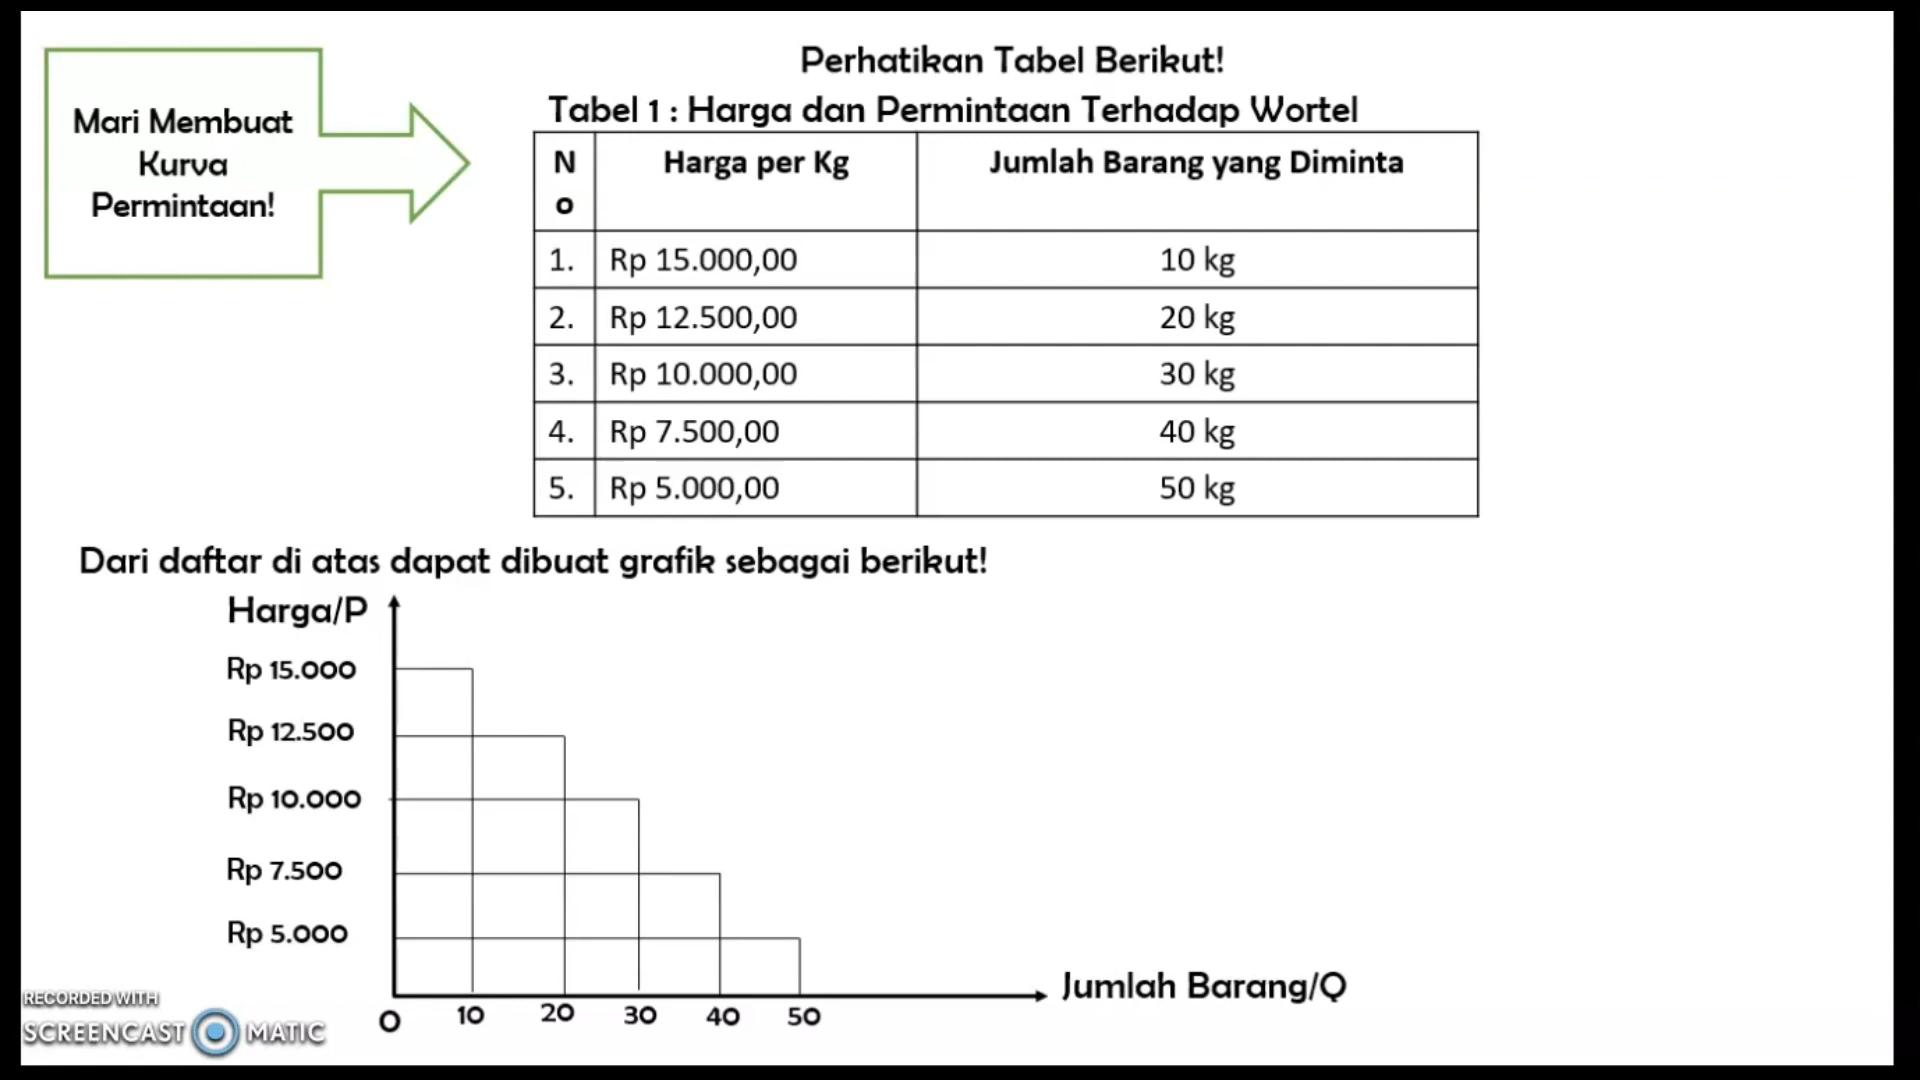 Mari Membuat
Kurva
Permintaan!
Perhatikan Tabel Berikut!
Tabel 1 : Harga dan Permintaan Terhadap Wortel
No Harga per Kg Jumlah Barang yang Diminta
1. Rp 15.000,00 10 kg
2. Rp 12.500,00 20 kg
3. Rp 10.000,00 30 kg
4. Rp 7.500,00 40 kg
5. Rp 5.000,00 50 kg
Dari daftar di atas dapat dibuat grafik sebagai berikut!
Harga/P
Rp 15.000
Rp 12.500
Rp 10.000
Rp 7.500
Rp 5.000
0 10 20 30 40 50
Jumlah Barang/Q
RECORDED WITH
SCREENCAST MATIC